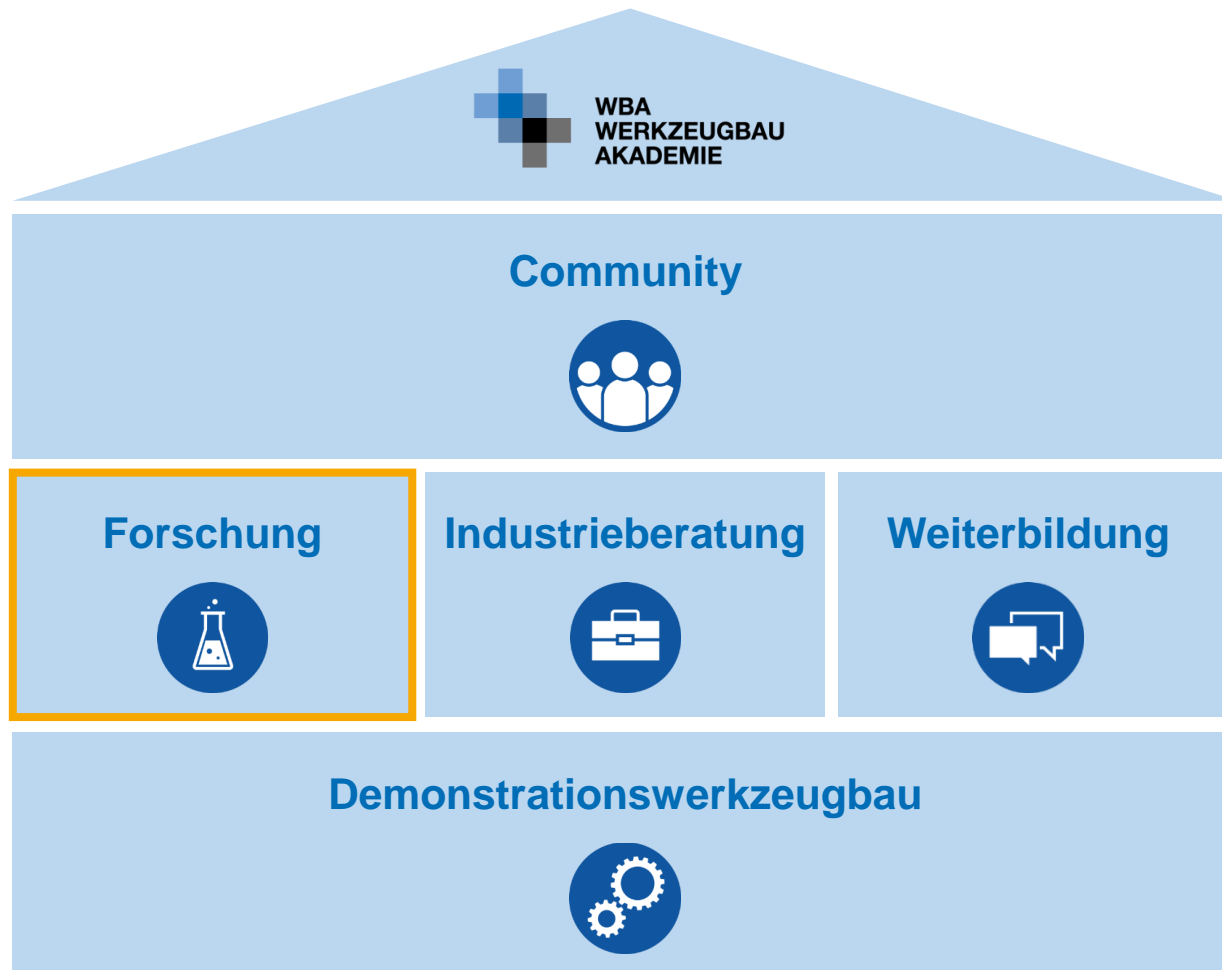 WBA
WERKZEUGBAU
AKADEMIE
Community
Forschung
Industrieberatung
Weiterbildung
Demonstrationswerkzeugbau